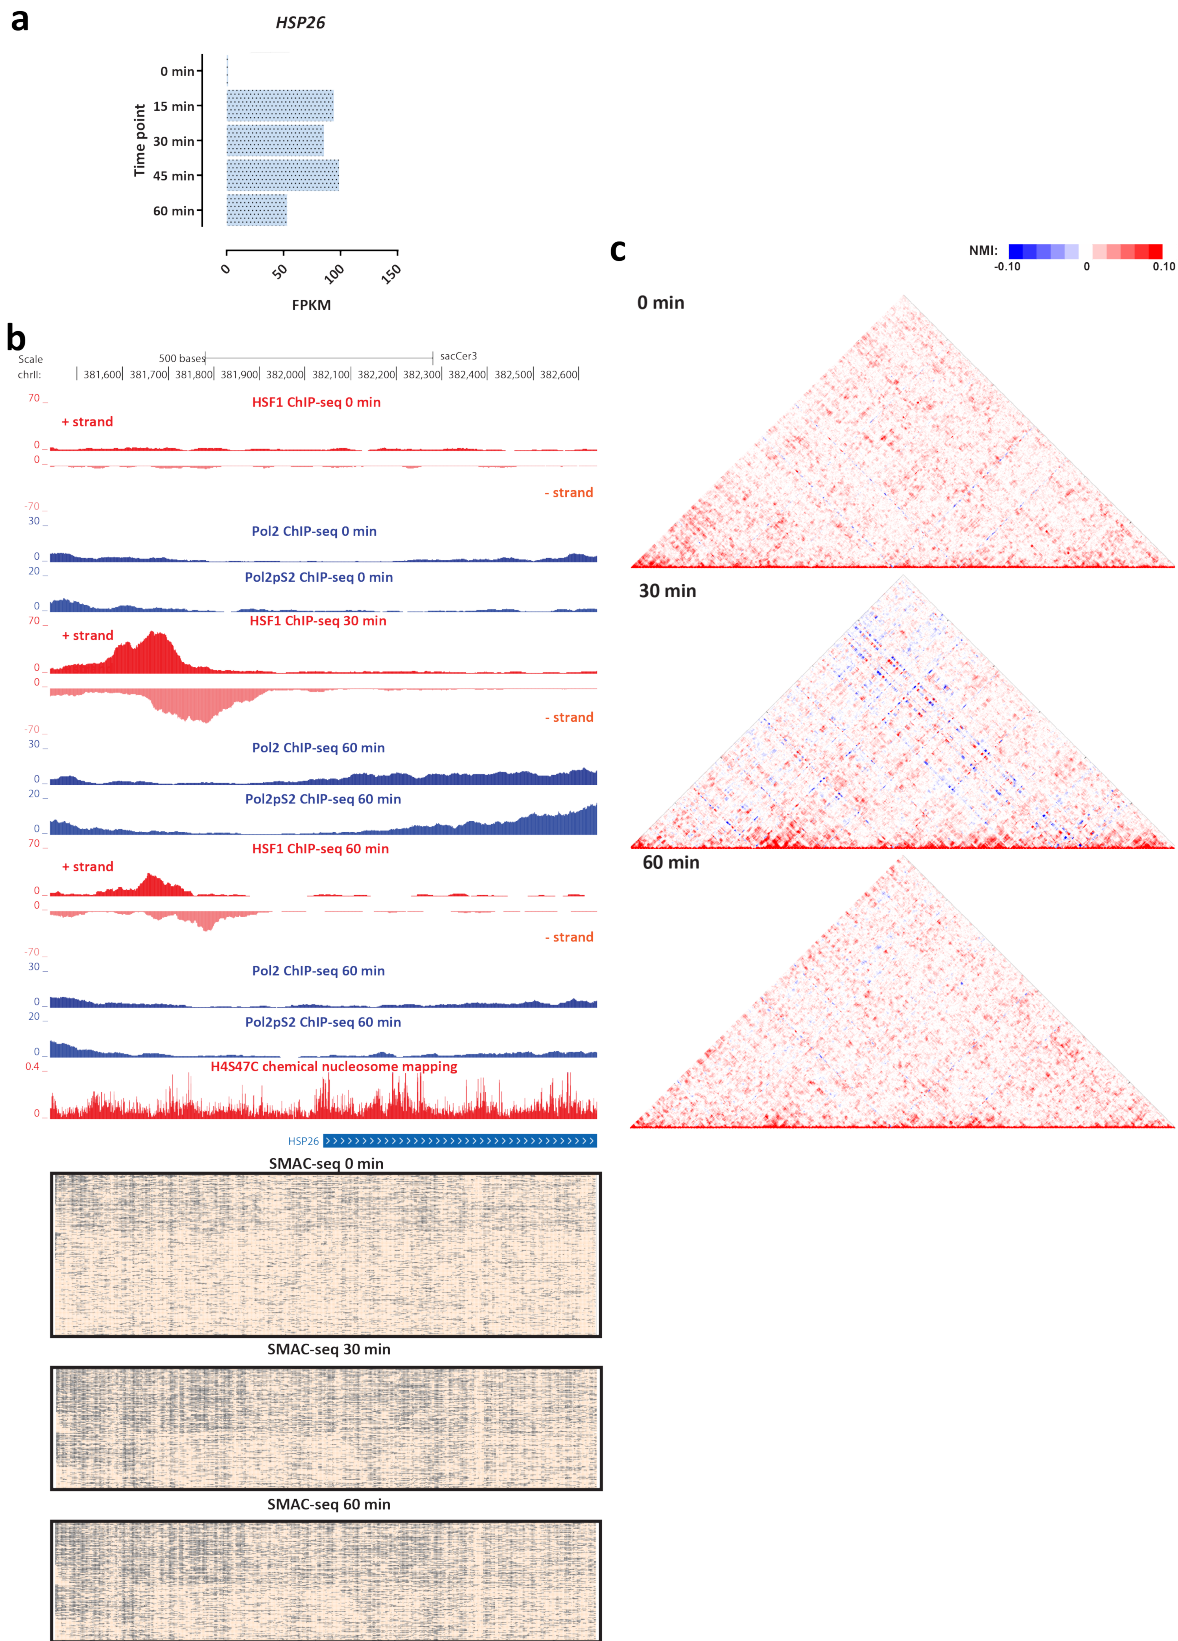 a
HSP26
Time point
0 min
15 min
30 min
45 min
60 min
0 50 100 150
FPKM
b
Scale 500 bases sacCer3
chrII: 381,600 381,700 381,800 381,900 382,000 382,100 382,200 382,300 382,400 382,500 382,600
70 HSF1 ChIP-seq 0 min
+ strand
0
0
- strand
-70
30 Pol2 ChIP-seq 0 min
0
20 Pol2pS2 ChIP-seq 0 min
0
70 HSF1 ChIP-seq 30 min
+ strand
0
0
- strand
-70
30 Pol2 ChIP-seq 60 min
0
20 Pol2pS2 ChIP-seq 60 min
0
70 HSF1 ChIP-seq 60 min
+ strand
0
0
- strand
-70
30 Pol2 ChIP-seq 60 min
0
20 Pol2pS2 ChIP-seq 60 min
0
0.4 H4S47C chemical nucleosome mapping
0
HSP26
SMAC-seq 0 min
SMAC-seq 30 min
SMAC-seq 60 min
c
NMI:
-0.10 0 0.10
0 min
30 min
60 min